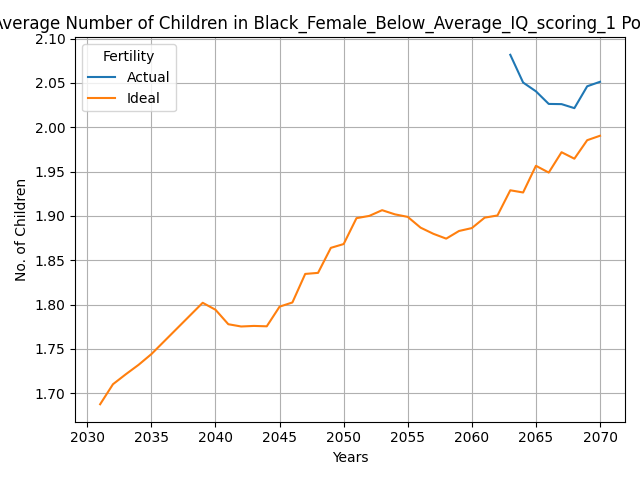 Average Number of Children in Black_Female_Below_Average_IQ_scoring_1 Po
Fertility
Actual
Ideal
2.10
2.05
2.00
1.95
1.90
1.85
1.80
1.75
1.70
No. of Children
2030 2035 2040 2045 2050 2055 2060 2065 2070
Years